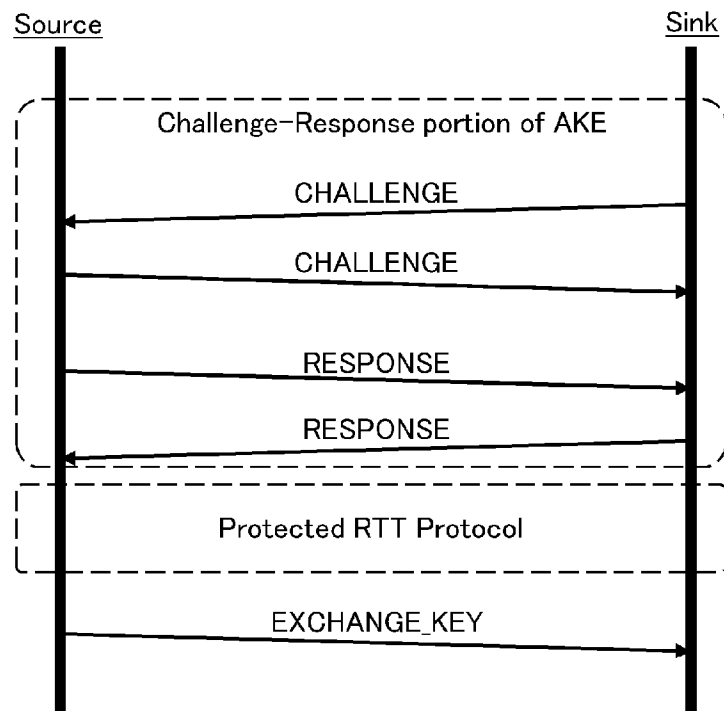 Source
Sink
Challenge-Response portion of AKE
CHALLENGE
CHALLENGE
RESPONSE
RESPONSE
Protected RTT Protocol
EXCHANGE_KEY